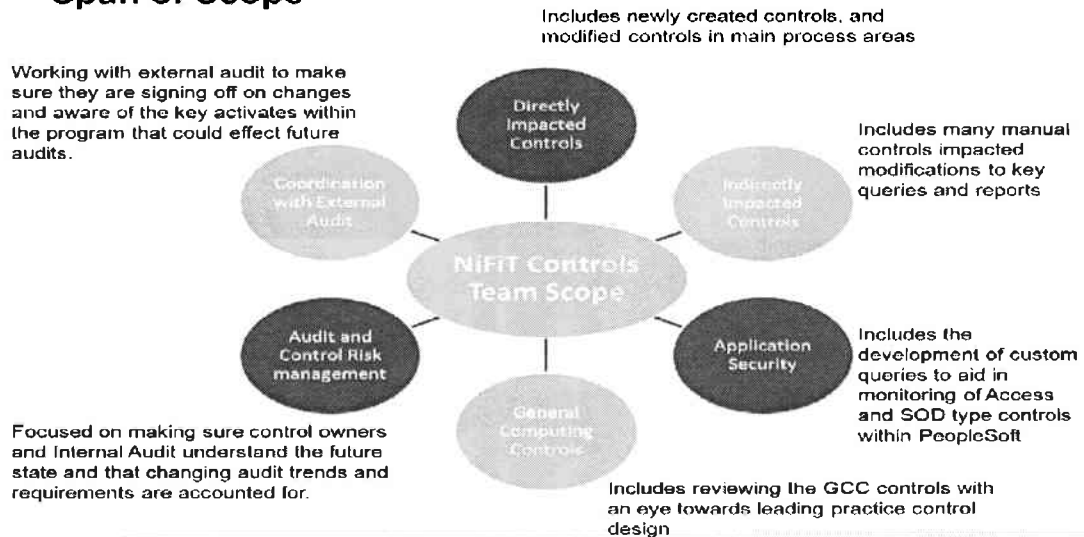 Span of Scope
Includes newly created controls, and
modified controls in main process areas
Working with external audit to make
sure they are signing off on changes
and aware of the key activates within
the program that could effect future
audits.
Directly
Impacted
Controls
Includes many manual
controls impacted
modifications to key
queries and reports
Coordination
with External
Audit
Indirectly
Impacted
Controls
NiFiT Controls
Team Scope
Audit and
Control Risk
management
Application
Security
Includes the
development of custom
queries to aid in
monitoring of Access
and SOD type controls
within PeopleSoft
General
Computing
Controls
Focused on making sure control owners
and Internal Audit understand the future
state and that changing audit trends and
requirements are accounted for.
Includes reviewing the GCC controls with
an eye towards leading practice control
design